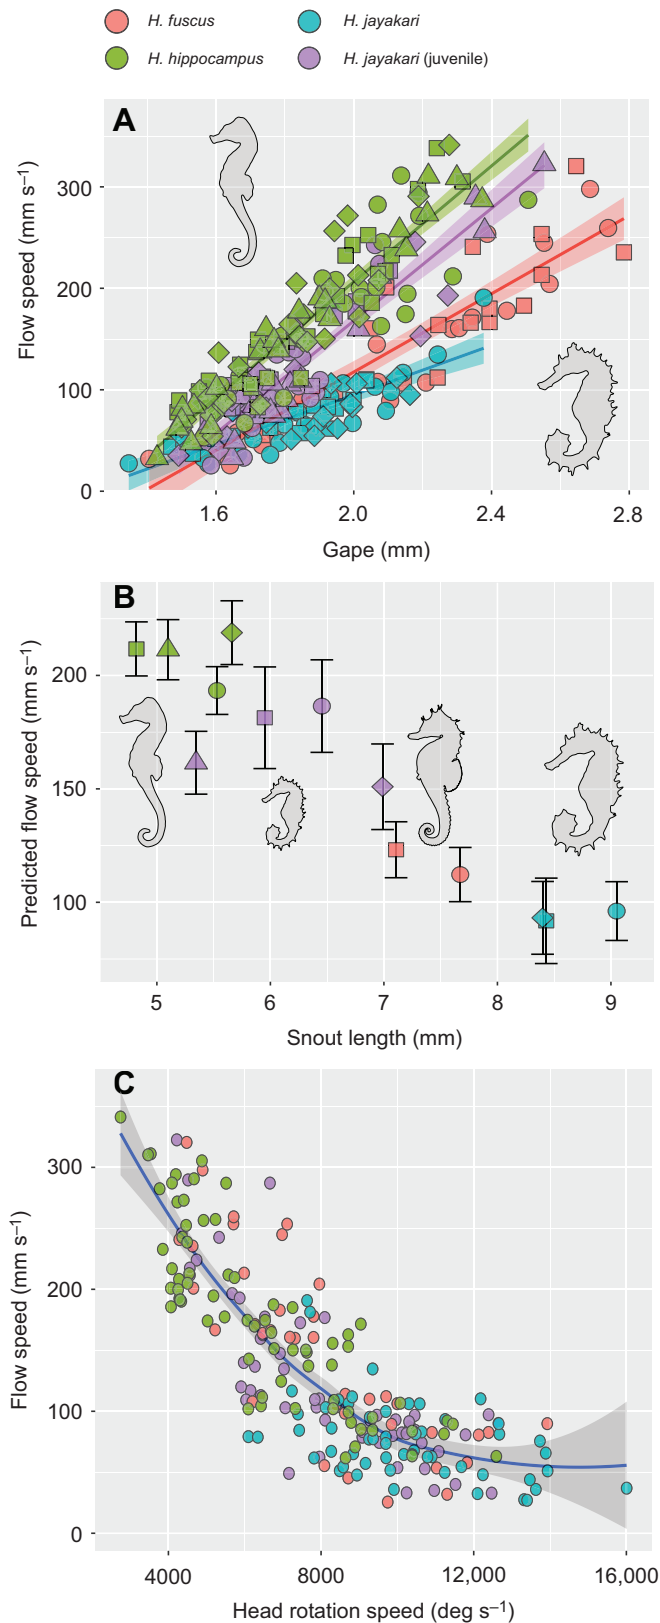 H. fuscus
H. jayakari
H. hippocampus
H. jayakari (juvenile)
A
Flow speed (mm s–1)
300
200
100
0
1.6
2.0
2.4
2.8
Gape (mm)
B
Predicted flow speed (mm s–1)
200
150
100
5
6
7
8
9
Snout length (mm)
C
Flow speed (mm s–1)
300
200
100
0
4000
8000
12,000
16,000
Head rotation speed (deg s–1)